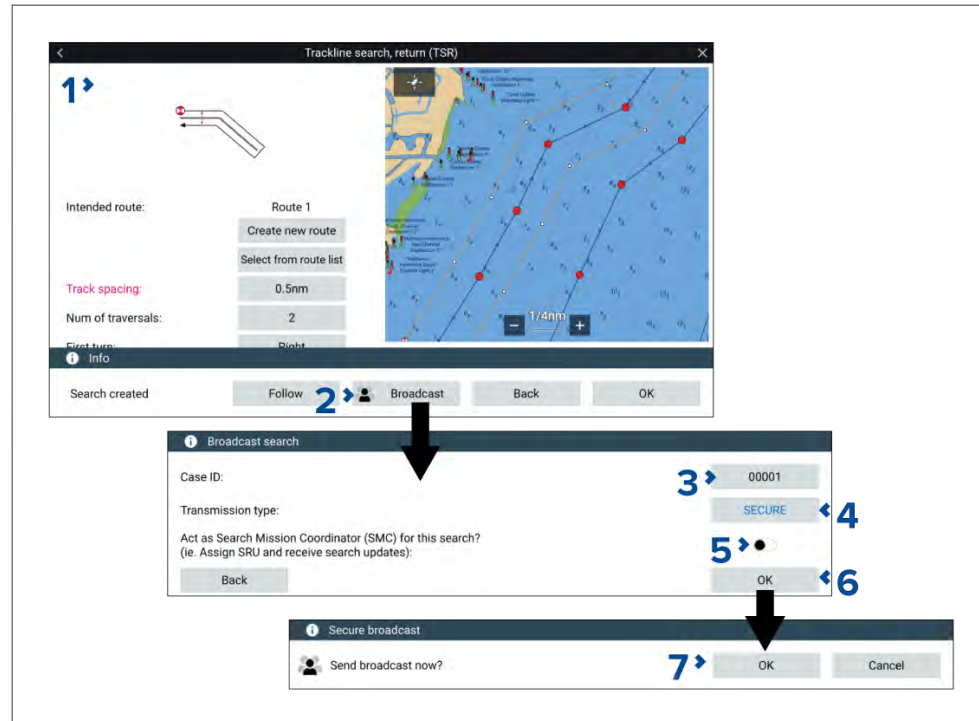 Trackline search, return (TSR)
1
Intended route:
Route 1
Create new route
Select from route list
Track spacing:
0.5nm
Num of traversals:
2
First turn:
Right
1/4nm
Info
Search created
Follow
2
Broadcast
Back
OK
Broadcast search
Case ID:
3
00001
Transmission type:
SECURE
4
Act as Search Mission Coordinator (SMC) for this search?
(ie. Assign SRU and receive search updates):
5
Back
OK
6
Secure broadcast
Send broadcast now?
7
OK
Cancel